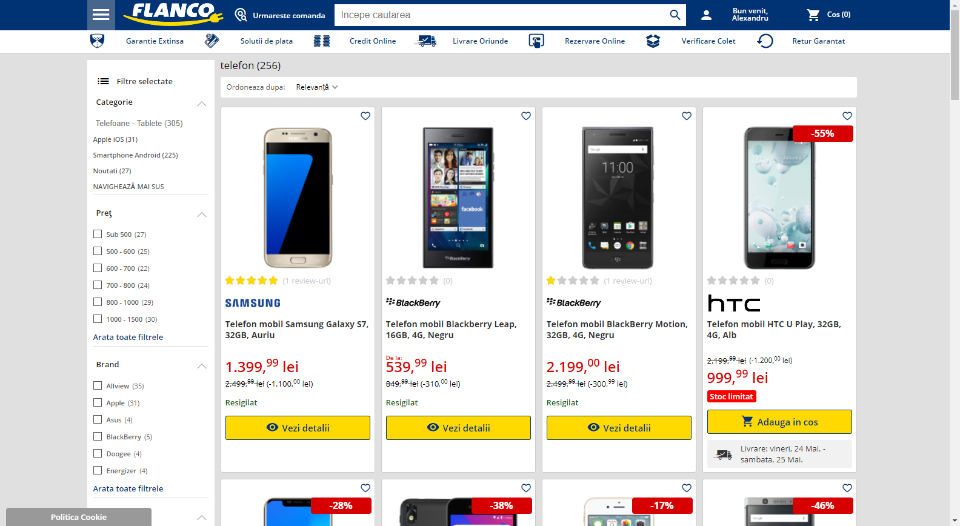 FLANCO
Urmareste comanda
Incepe cautarea
Bun venit,
Alexandru
Cos (0)
Garantie Extinsa
Solutii de plata
Credit Online
Livrare Oriunde
Rezervare Online
Verificare Colet
Retur Garantat
Filtre selectate
Categorie
Telefoane - Tablete (305)
Apple iOS (31)
Smartphone Android (225)
Noutati (27)
NAVIGHEAZĂ MAI SUS
Preţ
Sub 500 (27)
500 - 600 (25)
600 - 700 (22)
700 - 800 (24)
800 - 1000 (29)
1000 - 1500 (30)
Arata toate filtrele
Brand
Allview (35)
Apple (31)
Asus (4)
BlackBerry (5)
Doogee (4)
Energizer (4)
Arata toate filtrele
Politica Cookie
telefon (256)
Ordoneaza dupa: Relevanţă
(1 review-uri)
SAMSUNG
Telefon mobil Samsung Galaxy S7,
32GB, Auriu
1.399,99 lei
2.499,99 lei (-1.100,00 lei)
Resigilat
Vezi detalii
facebook
BlackBerry
(0)
BlackBerry
Telefon mobil Blackberry Leap,
16GB, 4G, Negru
De la:
539,99 lei
849,99 lei (-310,00 lei)
Resigilat
Vezi detalii
11:00
(1 review-uri)
BlackBerry
Telefon mobil BlackBerry Motion,
32GB, 4G, Negru
2.199,00 lei
2.499,99 lei (-300,99 lei)
Resigilat
Vezi detalii
-55%
(0)
hTC
Telefon mobil HTC U Play, 32GB,
4G, Alb
2.199,99 lei (-1.200,00 lei)
999,99 lei
Stoc limitat
Adauga in cos
Livrare: vineri, 24 Mai. -
sambata, 25 Mai.
-28%
-38%
-17%
-46%